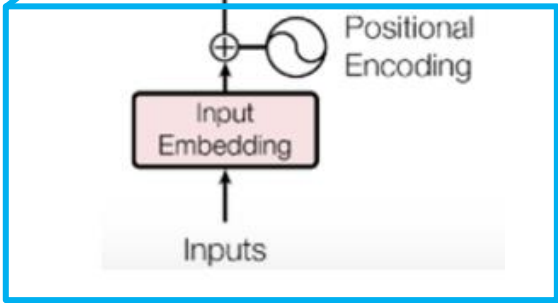 Positional
Encoding
Input
Embedding
Inputs